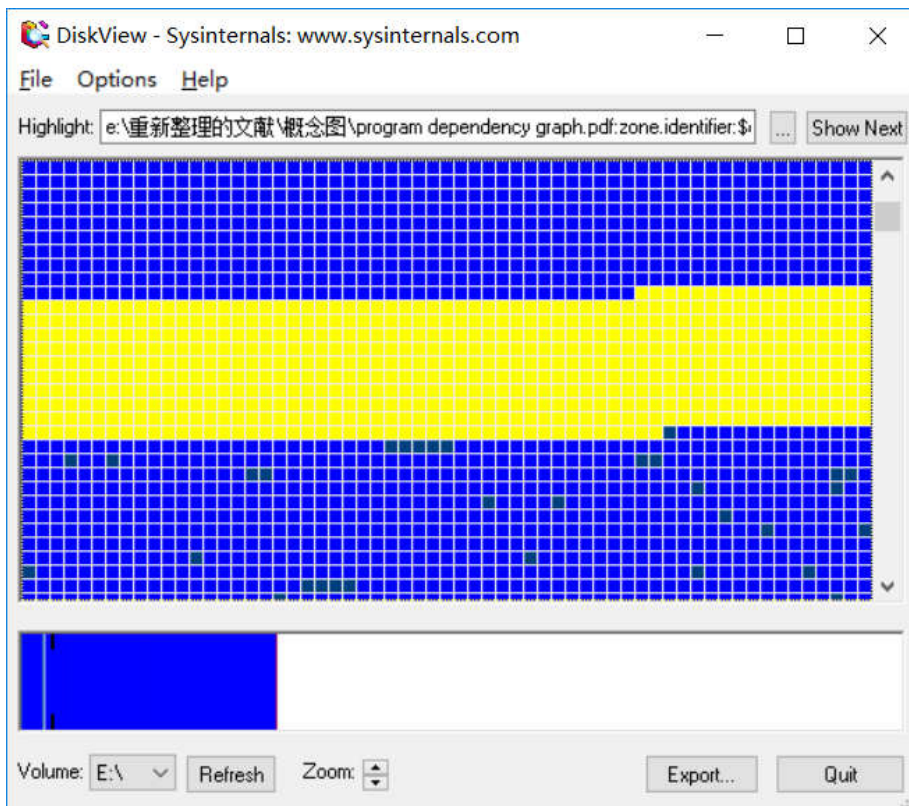 DiskView - Sysinternals: www.sysinternals.com
File Options Help
Highlight: e:\重新整理的文献\概念图\program dependency graph.pdf:zone.identifier:$ ... Show Next
Volume: E:\ Refresh Zoom: Export... Quit